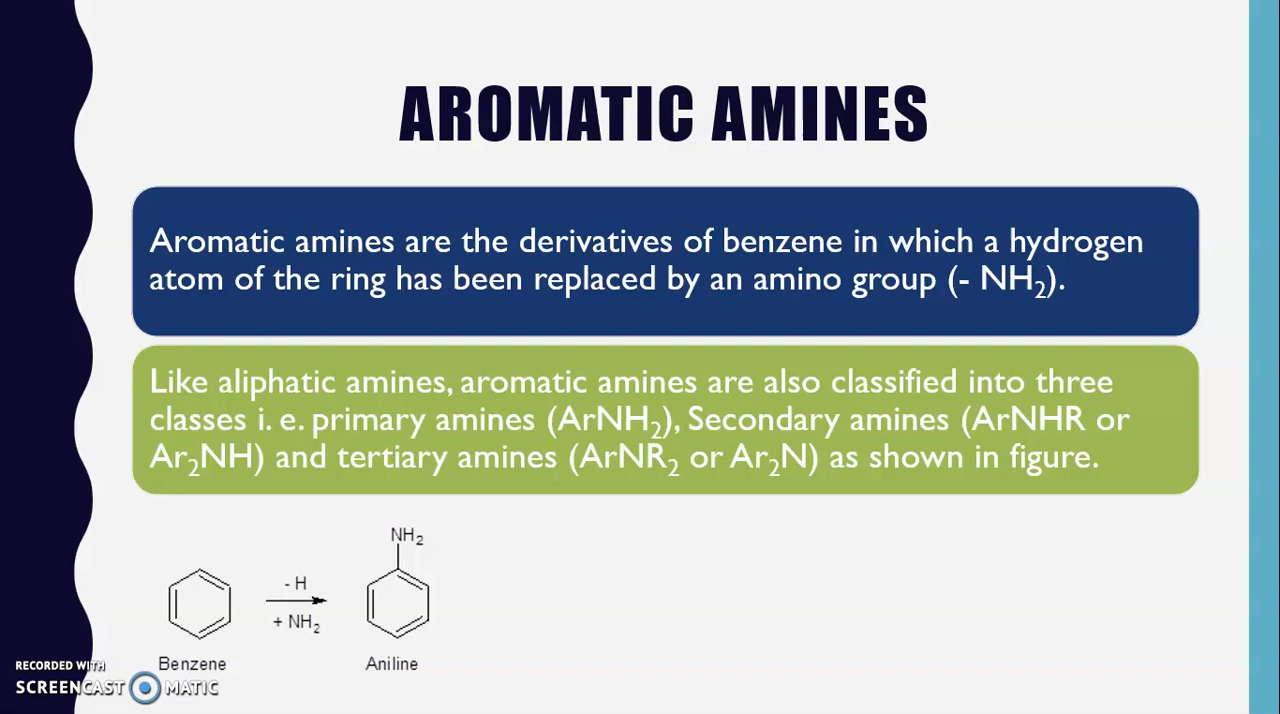 AROMATIC AMINES
Aromatic amines are the derivatives of benzene in which a hydrogen
atom of the ring has been replaced by an amino group (- NH₂).
Like aliphatic amines, aromatic amines are also classified into three
classes i. e. primary amines (ArNH₂), Secondary amines (ArNHR or
Ar₂NH) and tertiary amines (ArNR₂ or Ar₂N) as shown in figure.
NH₂
- H
+ NH₂
Benzene
Aniline
RECORDED WITH
SCREENCAST MATIC